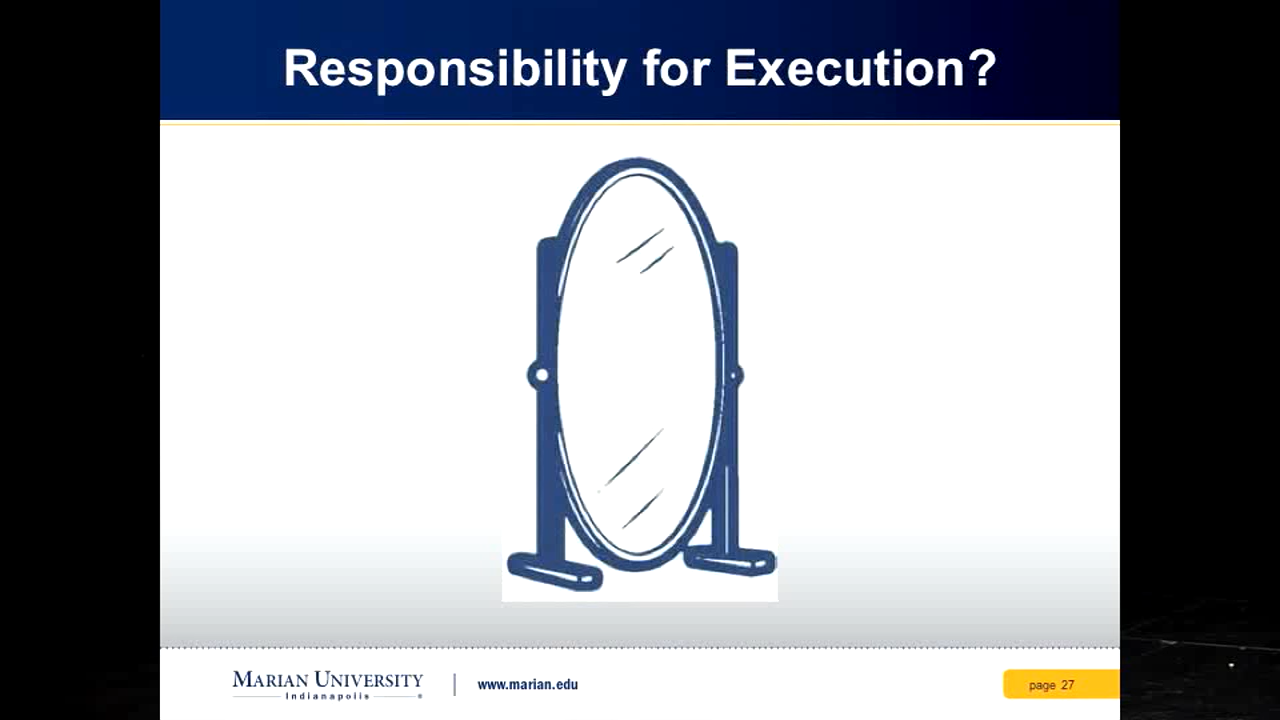 Responsibility for Execution?
MARIAN UNIVERSITY
Indianapolis ®
www.marian.edu
page 27